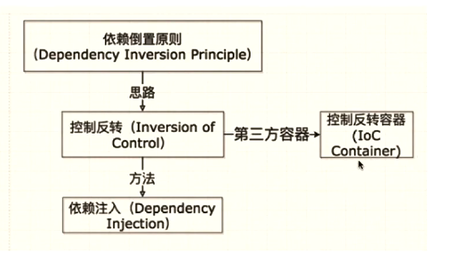 依赖倒置原则
（Dependency Inversion Principle）
思路
控制反转（Inversion of
Control）
第三方容器
控制反转容器
(IoC
Container)
方法
依赖注入（Dependency
Injection）